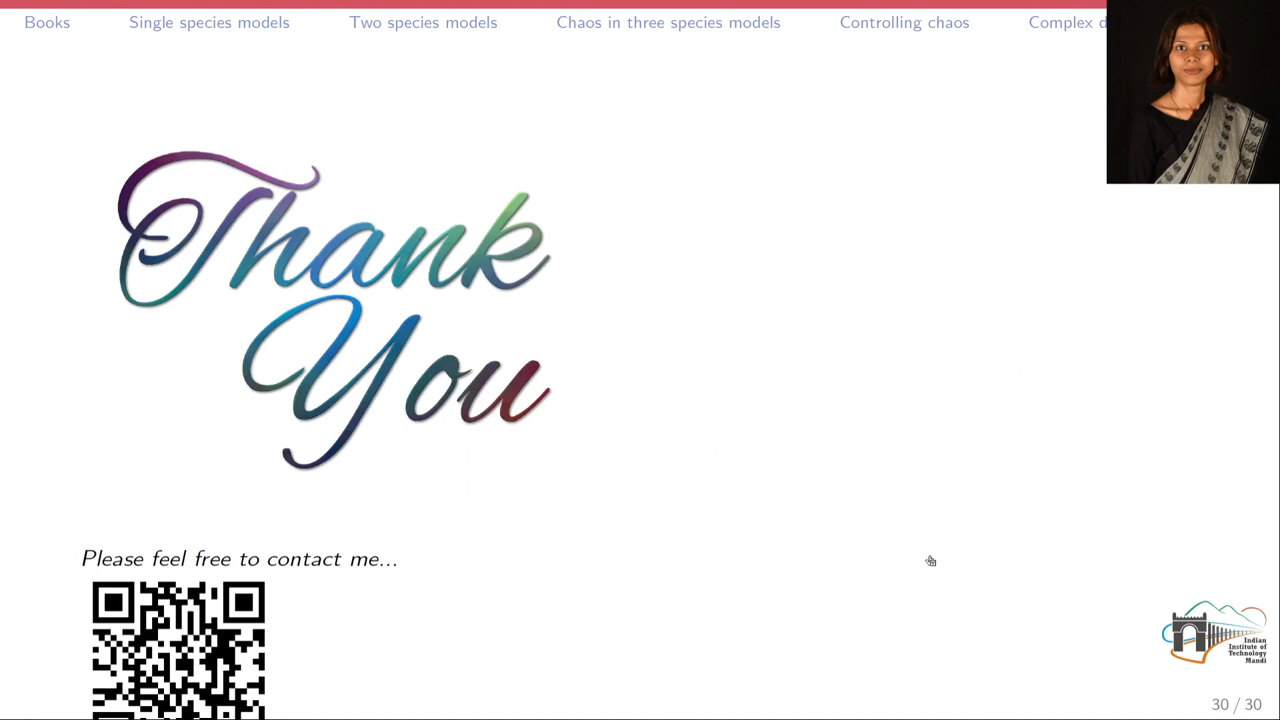 Books Single species models Two species models Chaos in three species models Controlling chaos Complex d
Thank
You
Please feel free to contact me...
Indian
Institute of
Technology
Mandi
30 / 30